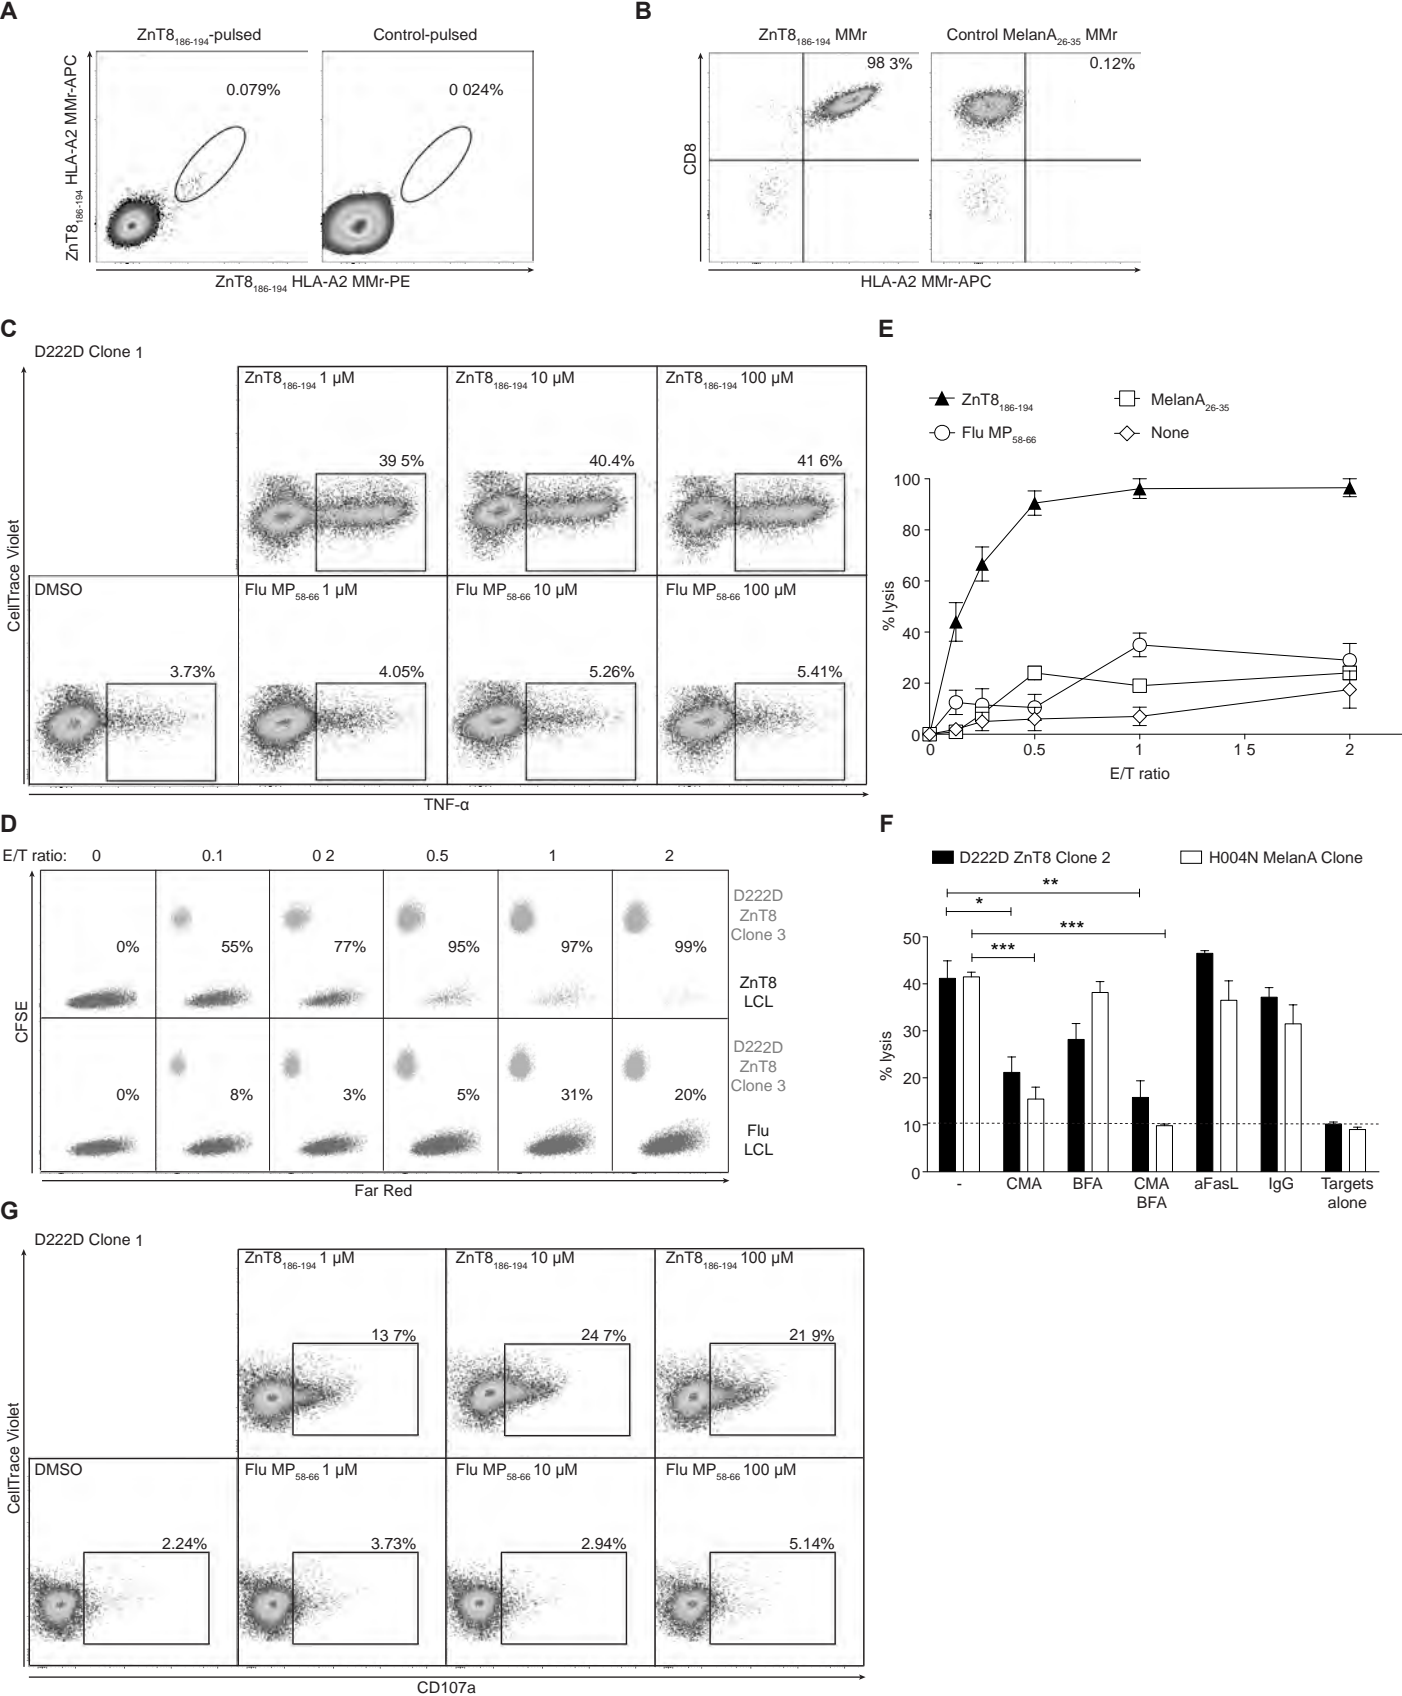 A
ZnT8186-194-pulsed
Control-pulsed
0.079%
0 024%
ZnT8186-194 HLA-A2 MMr-APC
ZnT8186-194 HLA-A2 MMr-PE
B
ZnT8186-194 MMr
Control MelanA26-35 MMr
98 3%
0.12%
CD8
HLA-A2 MMr-APC
C
D222D Clone 1
ZnT8186-194 1 µM
ZnT8186-194 10 µM
ZnT8186-194 100 µM
39 5%
40.4%
41 6%
CellTrace Violet
DMSO
Flu MP58-66 1 µM
Flu MP58-66 10 µM
Flu MP58-66 100 µM
3.73%
4.05%
5.26%
5.41%
TNF-α
E
ZnT8186-194
MelanA26-35
Flu MP58-66
None
% lysis
100
80
60
40
20
0
0 0.5 1 1 5 2
E/T ratio
D
E/T ratio: 0 0.1 0 2 0.5 1 2
D222D
ZnT8
Clone 3
0% 55% 77% 95% 97% 99%
ZnT8
LCL
CFSE
D222D
ZnT8
Clone 3
0% 8% 3% 5% 31% 20%
Flu
LCL
Far Red
F
D222D ZnT8 Clone 2
H004N MelanA Clone
**
*
***
***
% lysis
50
40
30
20
10
0
- CMA BFA CMA BFA aFasL IgG Targets alone
G
D222D Clone 1
ZnT8186-194 1 µM
ZnT8186-194 10 µM
ZnT8186-194 100 µM
13 7%
24 7%
21 9%
CellTrace Violet
DMSO
Flu MP58-66 1 µM
Flu MP58-66 10 µM
Flu MP58-66 100 µM
2.24%
3.73%
2.94%
5.14%
CD107a